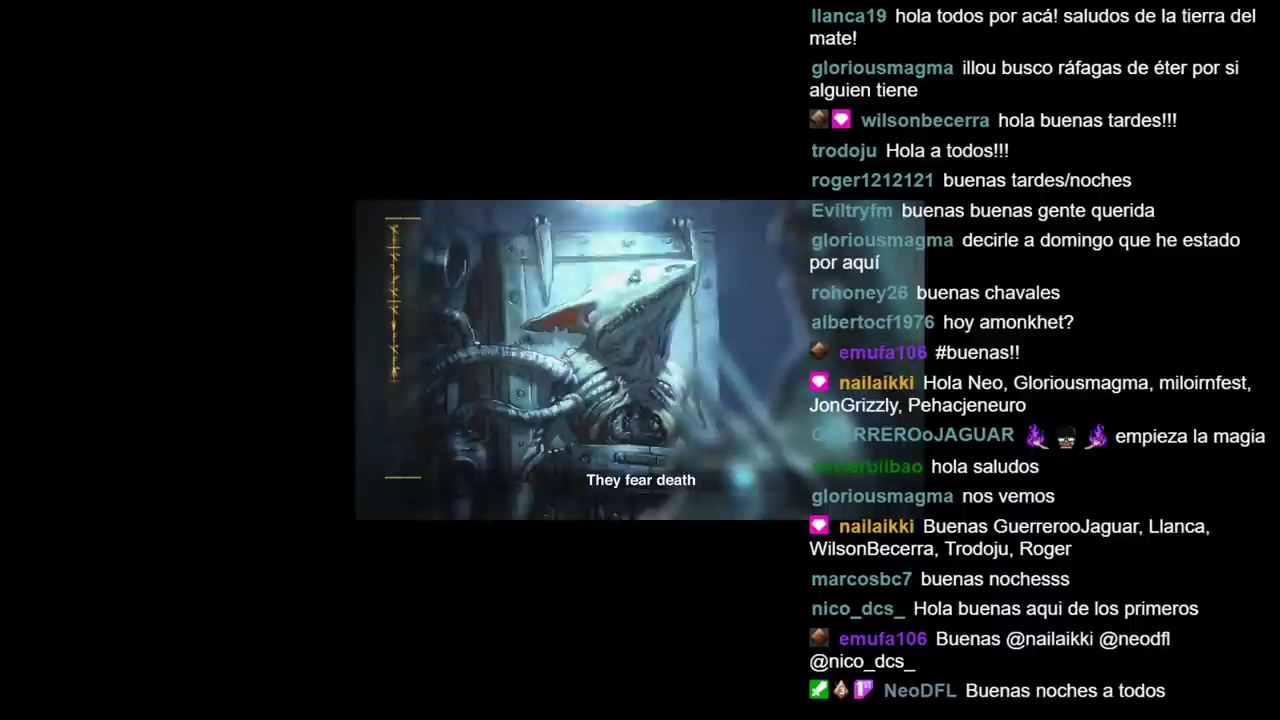 llanca19 hola todos por acá! saludos de la tierra del
mate!
gloriousmagma illou busco ráfagas de éter por si
alguien tiene
wilsonbecerra hola buenas tardes!!!
trodoju Hola a todos!!!
roger1212121 buenas tardes/noches
Eviltryfm buenas buenas gente querida
gloriousmagma decirle a domingo que he estado
por aquí
rohoney26 buenas chavales
albertocf1976 hoy amonkhet?
emufa106 #buenas!!
nailaikki Hola Neo, Gloriousmagma, miloirnfest,
JonGrizzly, Pehacjeneuro
GUERREROoJAGUAR empieza la magia
xavierbilbao hola saludos
gloriousmagma nos vemos
They fear death
nailaikki Buenas GuerrerooJaguar, Llanca,
WilsonBecerra, Trodoju, Roger
marcosbc7 buenas nochesss
nico_dcs_ Hola buenas aqui de los primeros
emufa106 Buenas @nailaikki @neodfl
@nico_dcs_
NeoDFL Buenas noches a todos